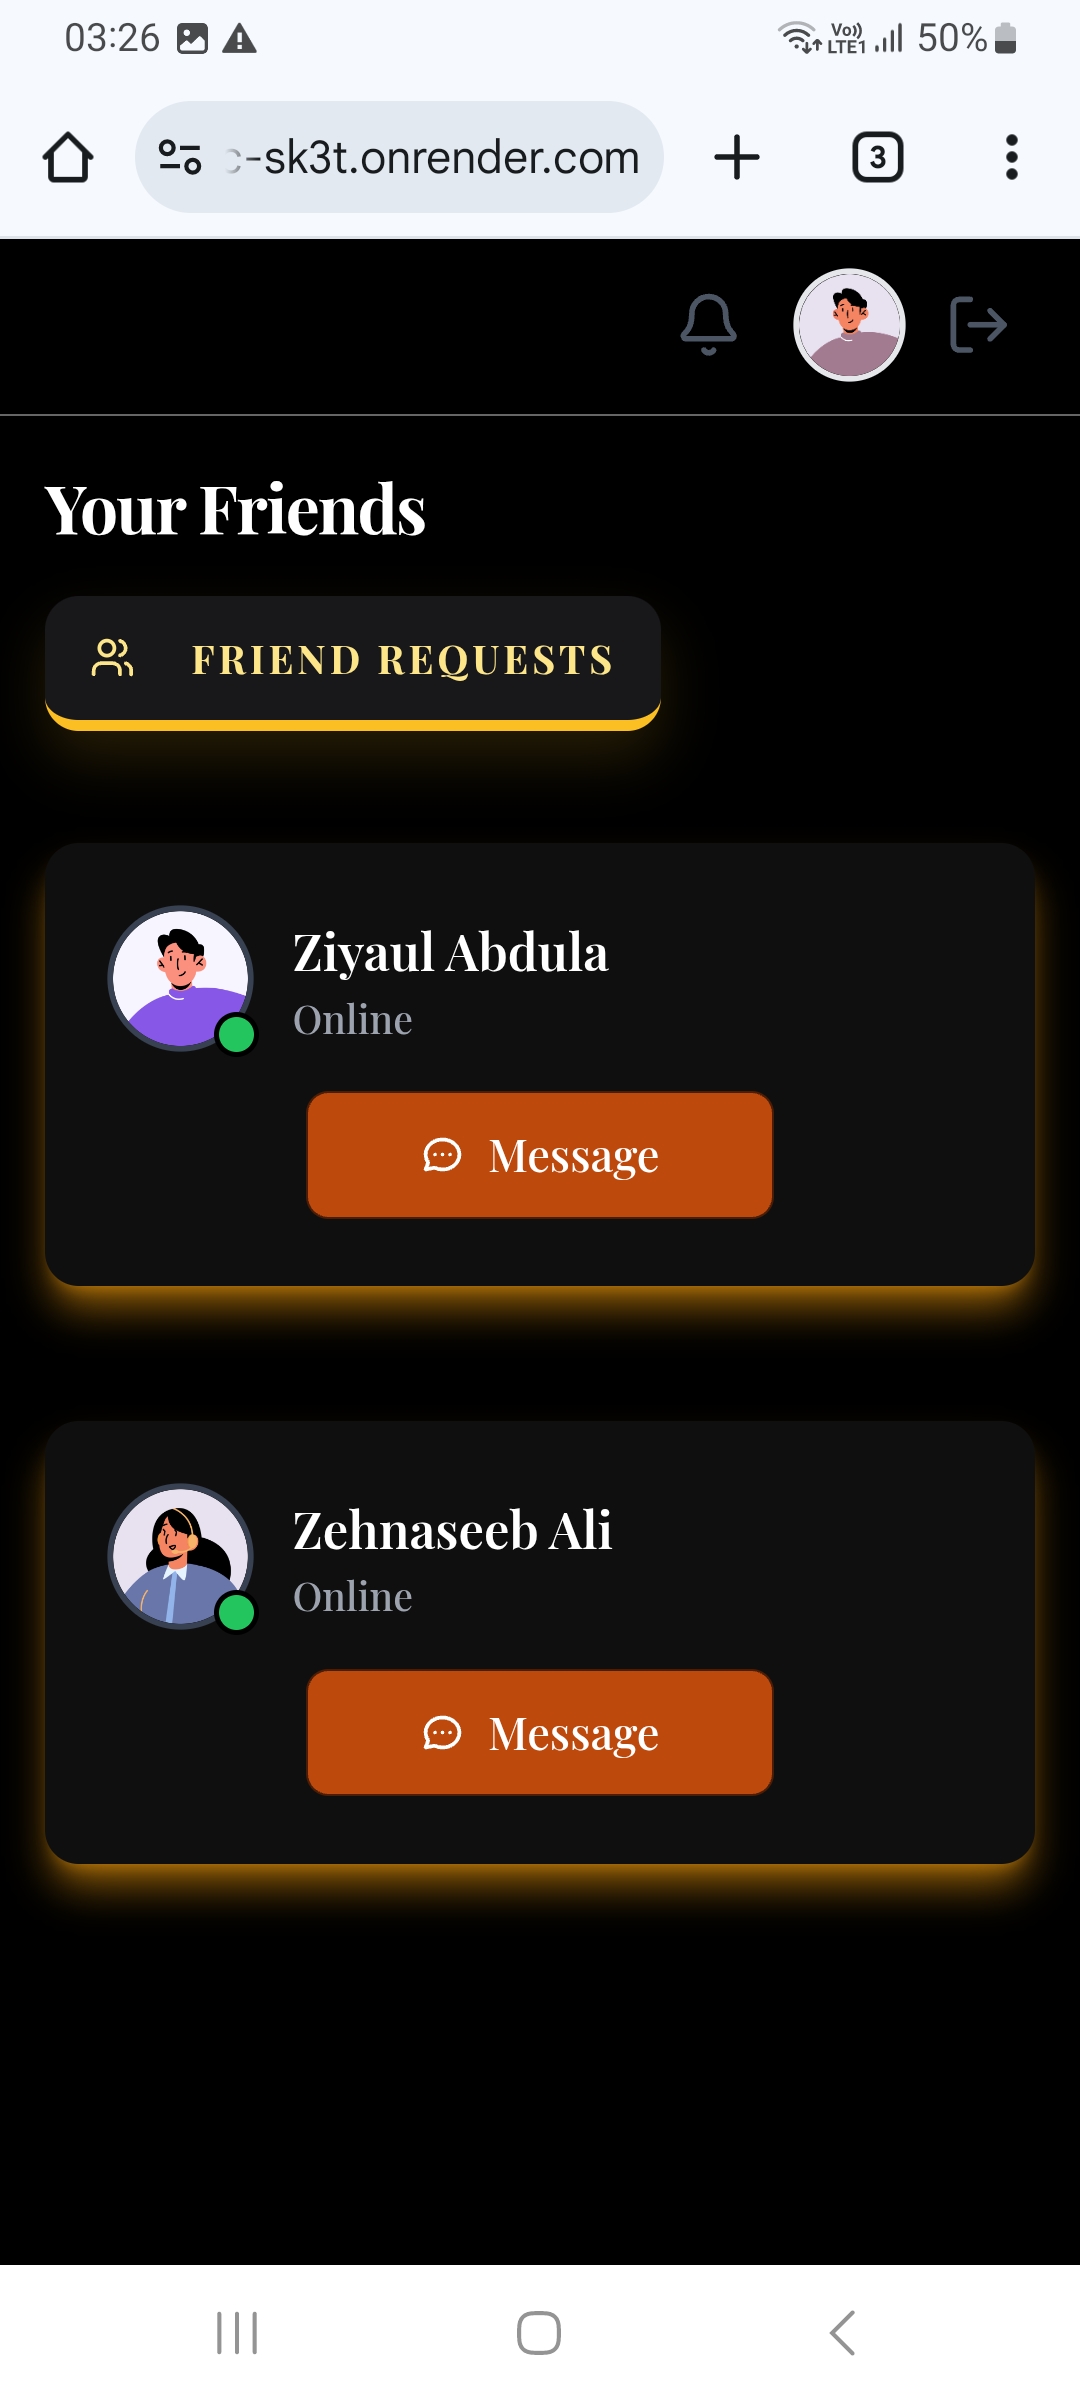 03:26
Vo)) LTE1 50%
-sk3t.onrender.com
3
Your Friends
FRIEND REQUESTS
Ziyaul Abdula
Online
Message
Zehnaseeb Ali
Online
Message